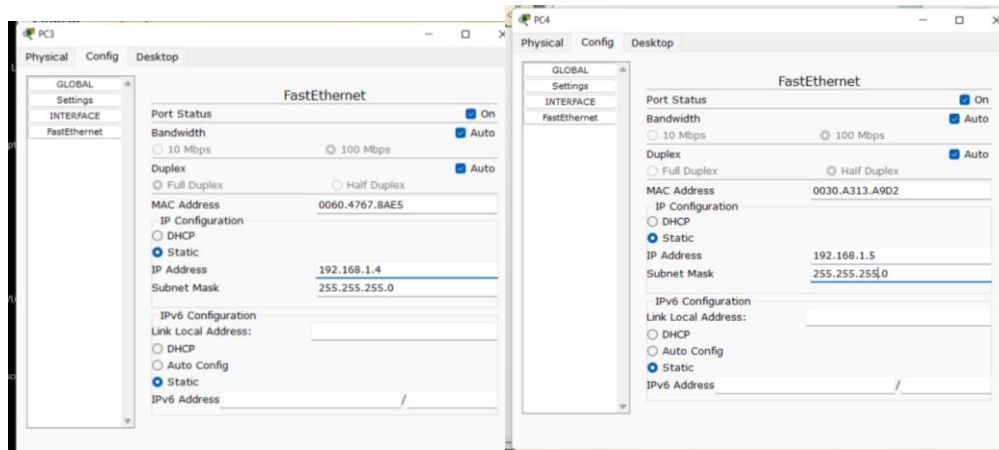 PC3
Physical Config Desktop
GLOBAL
Settings
INTERFACE
FastEthernet
FastEthernet
Port Status On
Bandwidth Auto
10 Mbps 100 Mbps
Duplex Auto
Full Duplex Half Duplex
MAC Address 0060.4767.8AE5
IP Configuration
DHCP
Static
IP Address 192.168.1.4
Subnet Mask 255.255.255.0
IPv6 Configuration
Link Local Address:
DHCP
Auto Config
Static
IPv6 Address /
PC4
Physical Config Desktop
GLOBAL
Settings
INTERFACE
FastEthernet
FastEthernet
Port Status On
Bandwidth Auto
10 Mbps 100 Mbps
Duplex Auto
Full Duplex Half Duplex
MAC Address 0030.A313.A9D2
IP Configuration
DHCP
Static
IP Address 192.168.1.5
Subnet Mask 255.255.255.0
IPv6 Configuration
Link Local Address:
DHCP
Auto Config
Static
IPv6 Address /